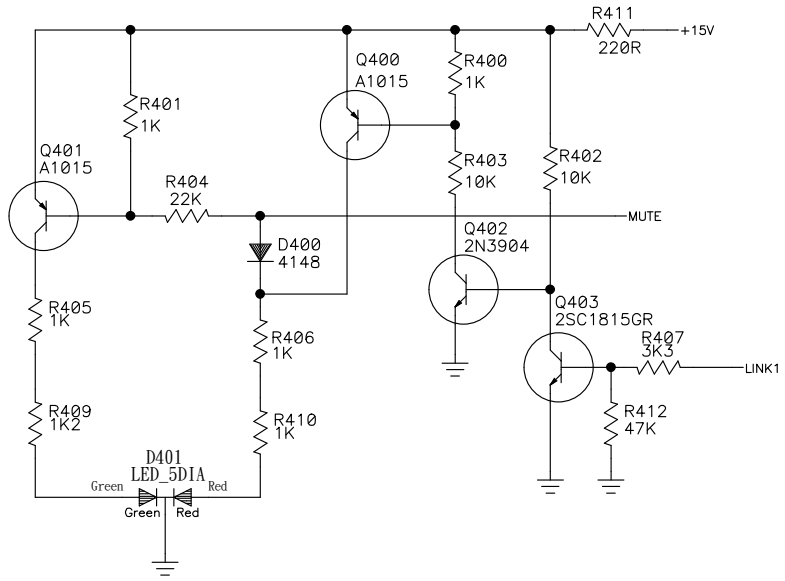 R411
+15V
220R
Q400
A1015
R400
1K
R401
1K
Q401
A1015
R403
10K
R402
10K
R404
22K
MUTE
Q402
2N3904
D400
4148
Q403
2SC1815GR
R405
1K
R406
1K
R407
3K3
LINK1
R409
1K2
R410
1K
R412
47K
D401
LED_5DIA
Green
Red
Green
Red